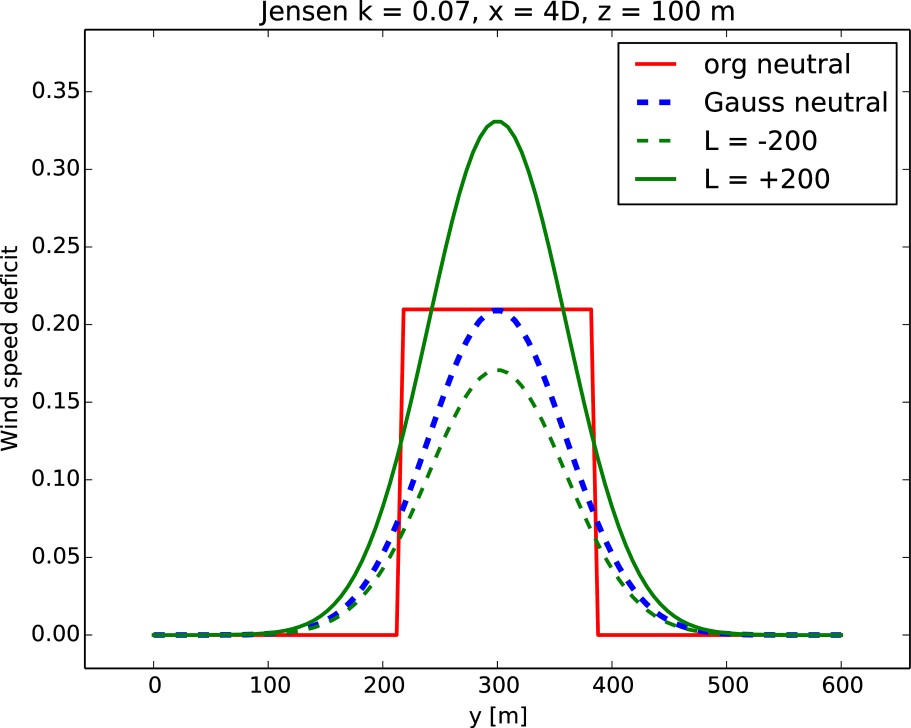 Jensen k = 0.07, x = 4D, z = 100 m
org neutral
Gauss neutral
L = -200
L = +200
Wind speed deficit
0.35
0.30
0.25
0.20
0.15
0.10
0.05
0.00
0 100 200 300 400 500 600
y [m]